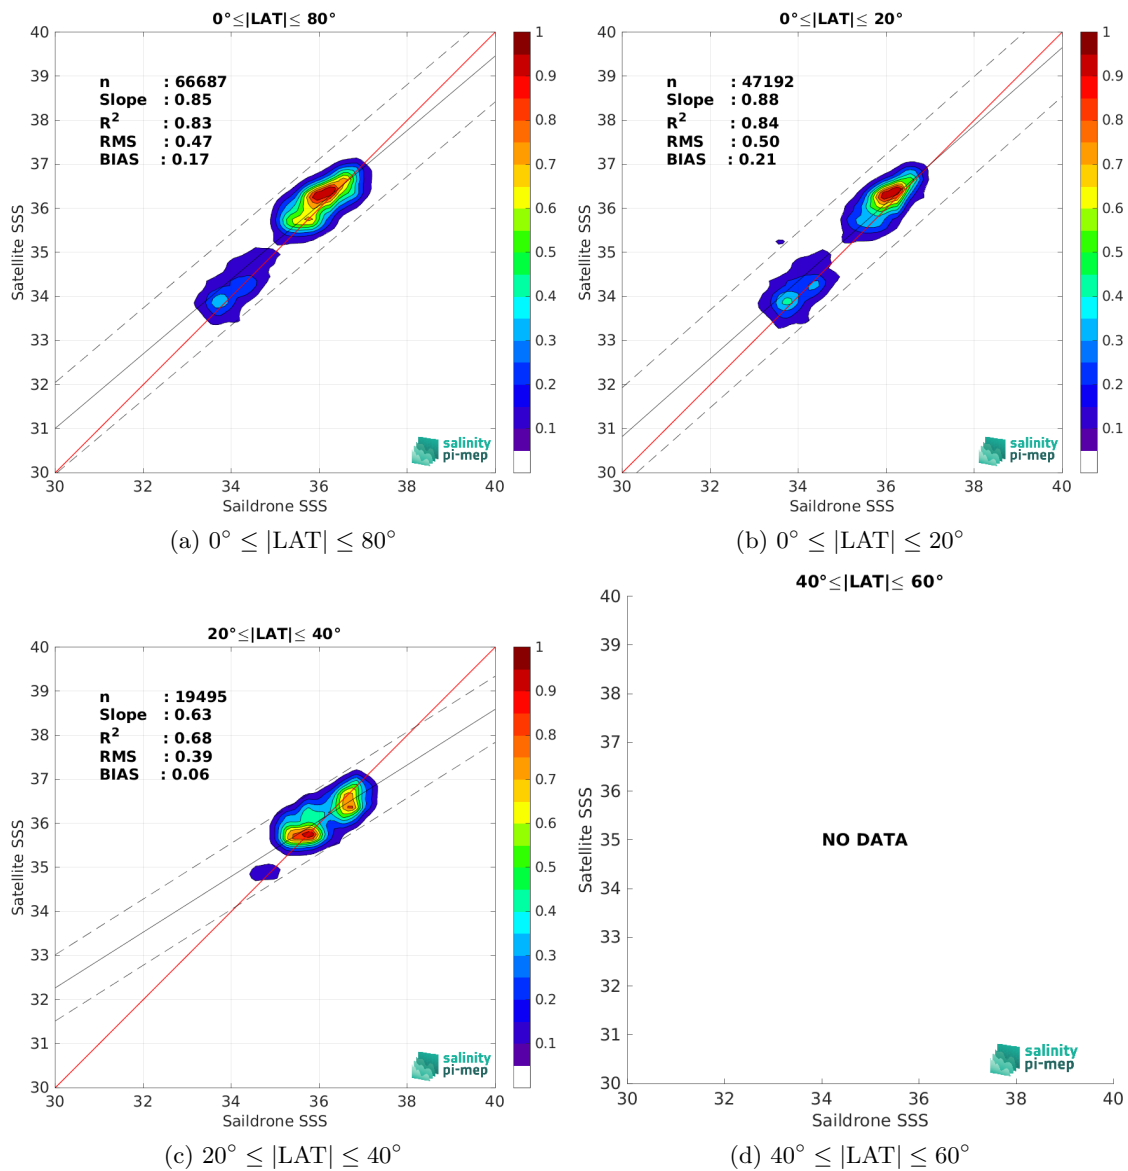 0°≤|LAT|≤ 80°
n : 66687
Slope : 0.85
R2 : 0.83
RMS : 0.47
BIAS : 0.17
40
39
38
37
36
35
34
33
32
31
30
Satellite SSS
30 32 34 36 38 40
Saildrone SSS
1
0.9
0.8
0.7
0.6
0.5
0.4
0.3
0.2
0.1
salinity
pi-mep
(a) 0° ≤ |LAT| ≤ 80°
0°≤|LAT|≤ 20°
n : 47192
Slope : 0.88
R2 : 0.84
RMS : 0.50
BIAS : 0.21
40
39
38
37
36
35
34
33
32
31
30
Satellite SSS
30 32 34 36 38 40
Saildrone SSS
1
0.9
0.8
0.7
0.6
0.5
0.4
0.3
0.2
0.1
salinity
pi-mep
(b) 0° ≤ |LAT| ≤ 20°
20°≤|LAT|≤ 40°
n : 19495
Slope : 0.63
R2 : 0.68
RMS : 0.39
BIAS : 0.06
40
39
38
37
36
35
34
33
32
31
30
Satellite SSS
30 32 34 36 38 40
Saildrone SSS
1
0.9
0.8
0.7
0.6
0.5
0.4
0.3
0.2
0.1
salinity
pi-mep
(c) 20° ≤ |LAT| ≤ 40°
40°≤|LAT|≤ 60°
40
39
38
37
36
35
34
33
32
31
30
Satellite SSS
NO DATA
30 32 34 36 38 40
Saildrone SSS
salinity
pi-mep
(d) 40° ≤ |LAT| ≤ 60°